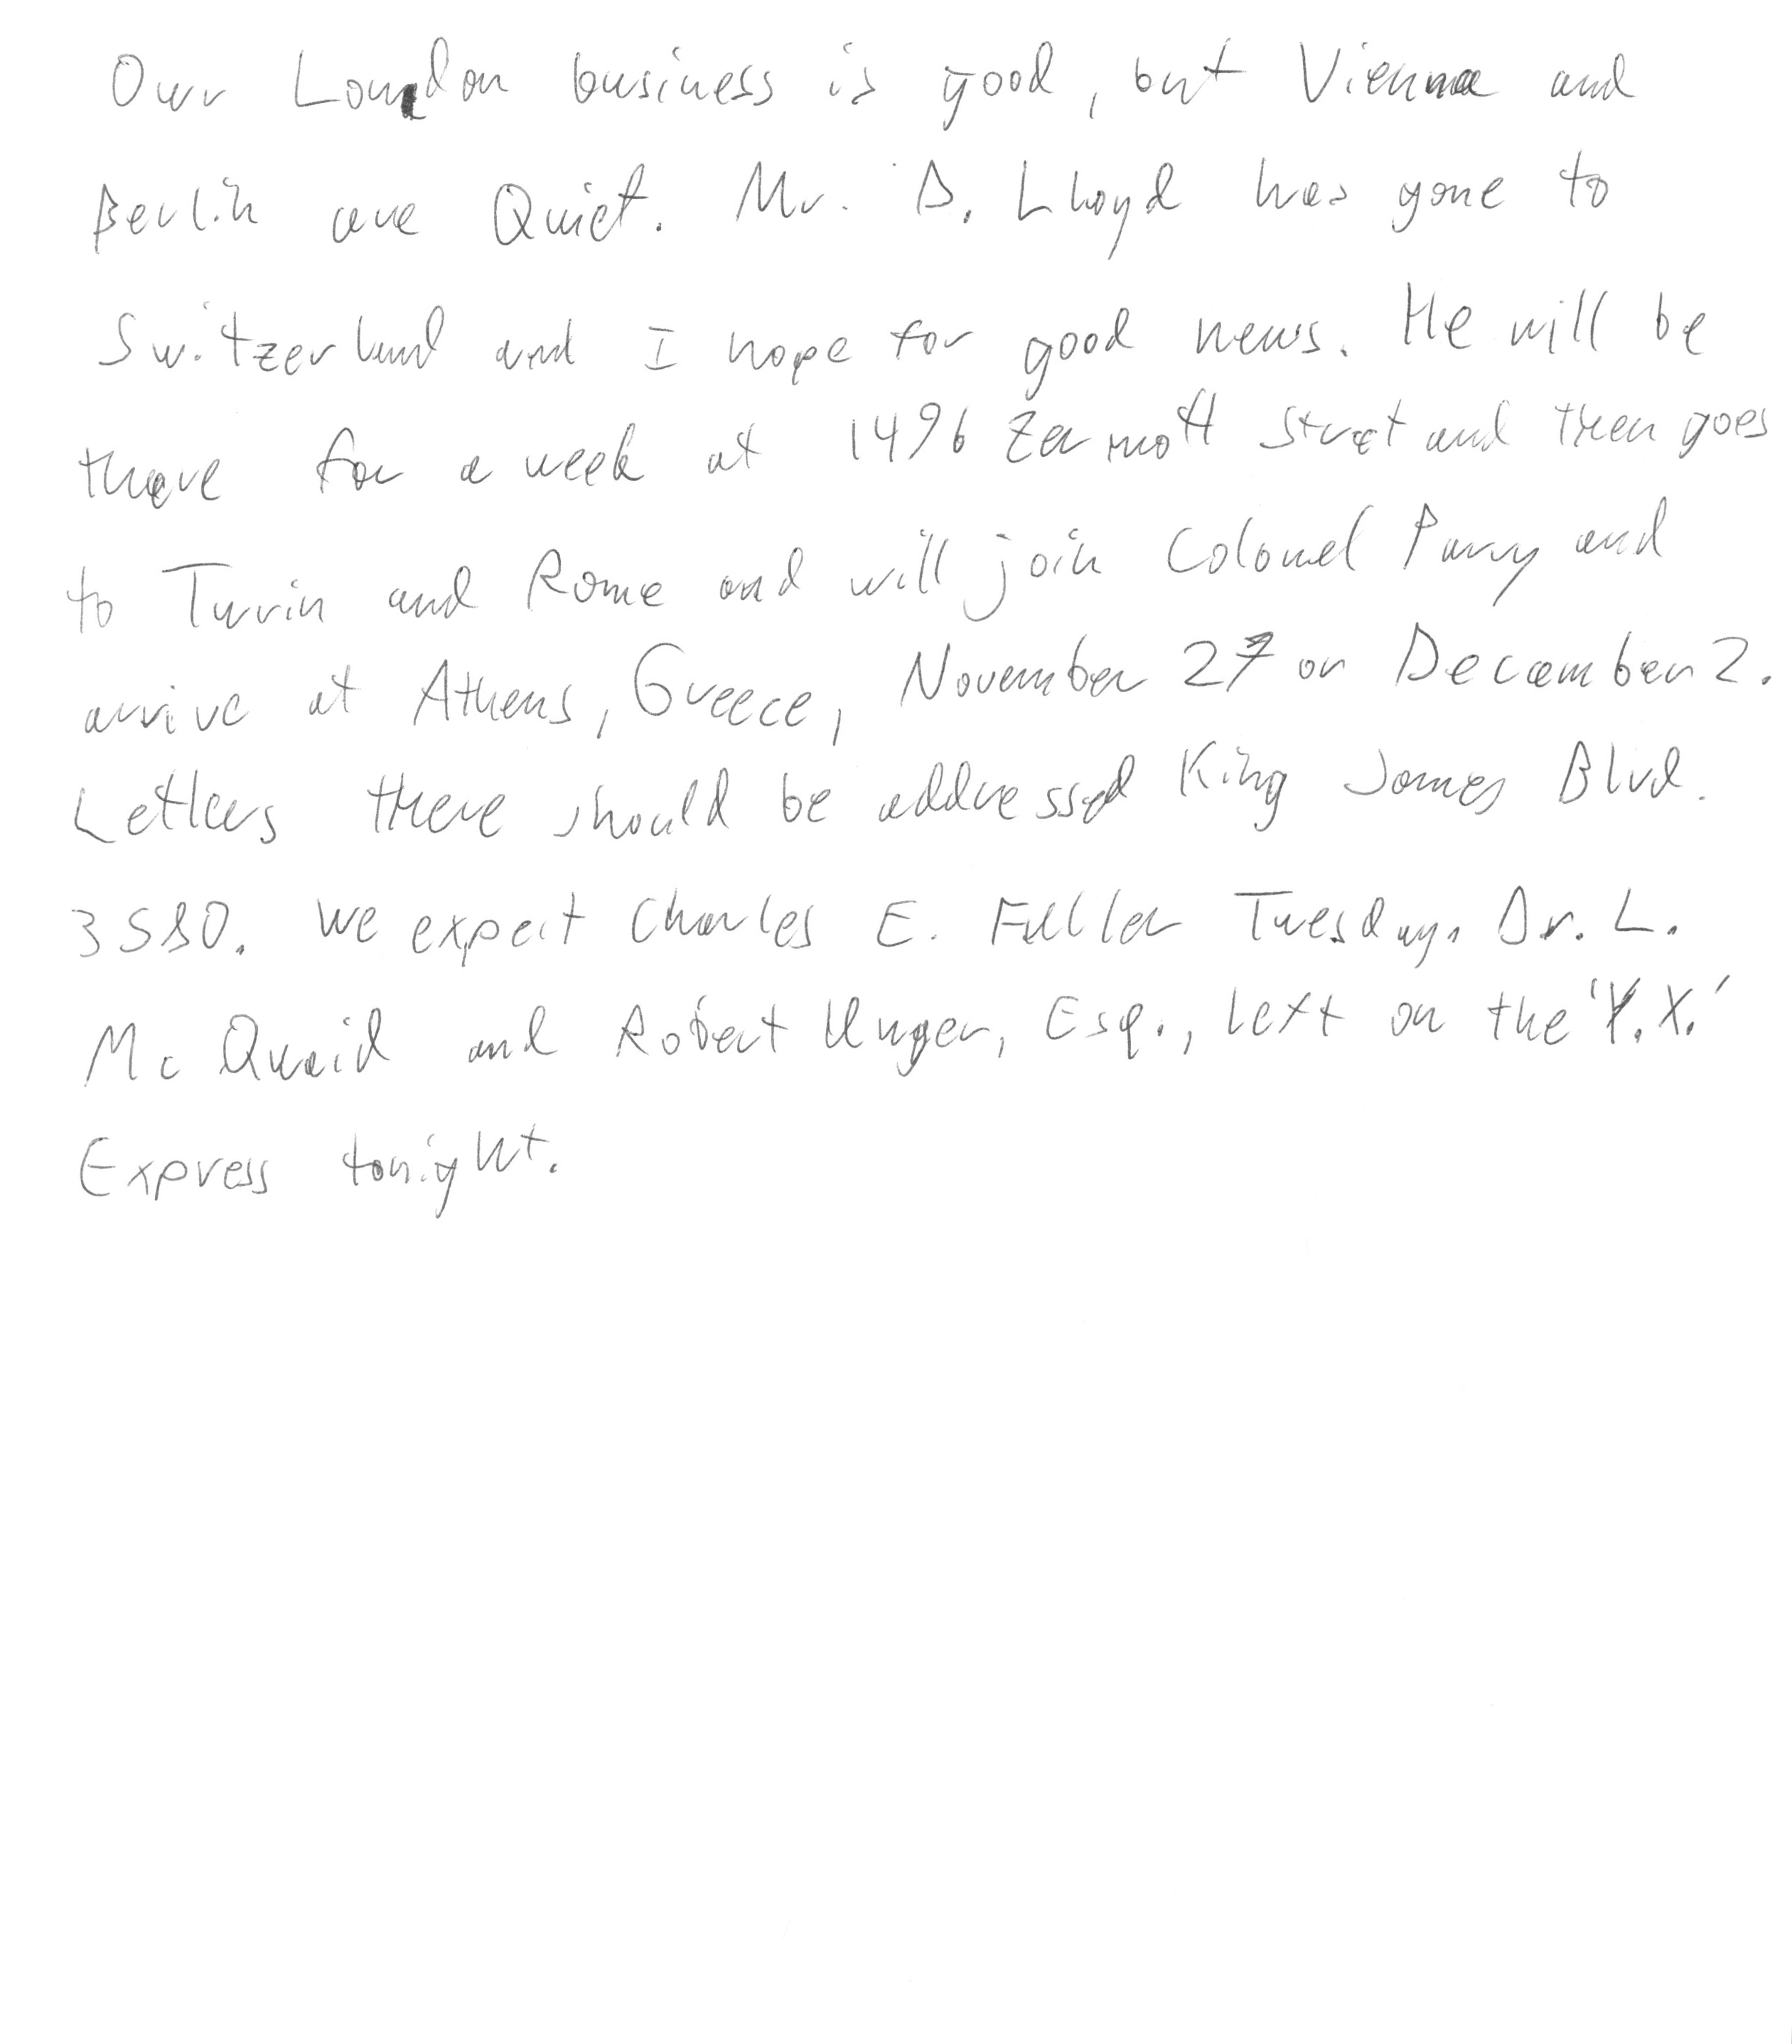 Our London business is good, but Vienna and
Berlin are Quiet. Mr. D. Lloyd has gone to
Switzerland and I hope for good news. He will be
there for a week at 1496 Zermott Street and then goes
to Turin and Rome and will join Colonel Parry and
arrive at Athens, Greece, November 27 or December 2.
Letters there should be addressed King James Blvd.
3580. We expect Charles E. Fuller Tuesday. Dr. L.
Mc Quaid and Robert Unger, Esq., left on the 'Y.X.'
Express tonight.